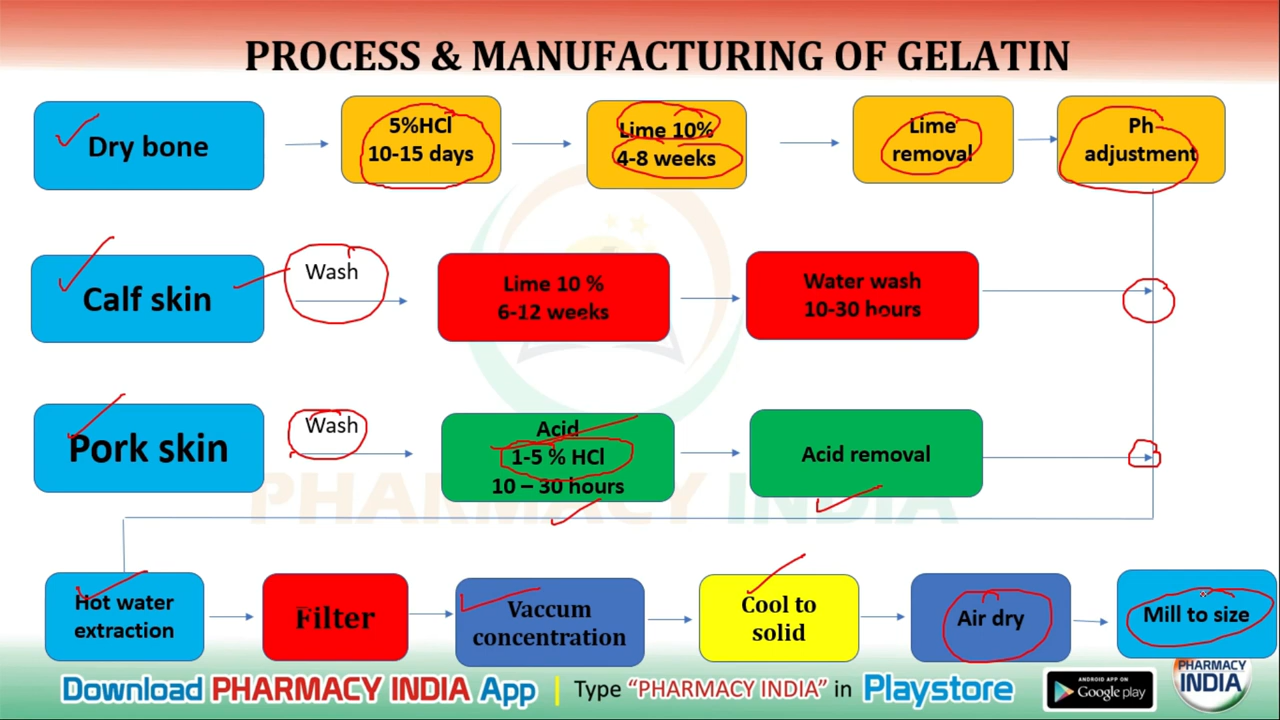 PROCESS & MANUFACTURING OF GELATIN
Dry bone
5%HCl
10-15 days
Lime 10%
4-8 weeks
Lime
removal
Ph
adjustment
Calf skin
Wash
Lime 10 %
6-12 weeks
Water wash
10-30 hours
Pork skin
Wash
Acid
1-5 % HCl
10 – 30 hours
Acid removal
PHARMACY INDIA
Hot water
extraction
Filter
Vaccum
concentration
Cool to
solid
Air dry
Mill to size
Download PHARMACY INDIA App | Type “PHARMACY INDIA” in Playstore
ANDROID APP ON
Google play
PHARMACY
INDIA